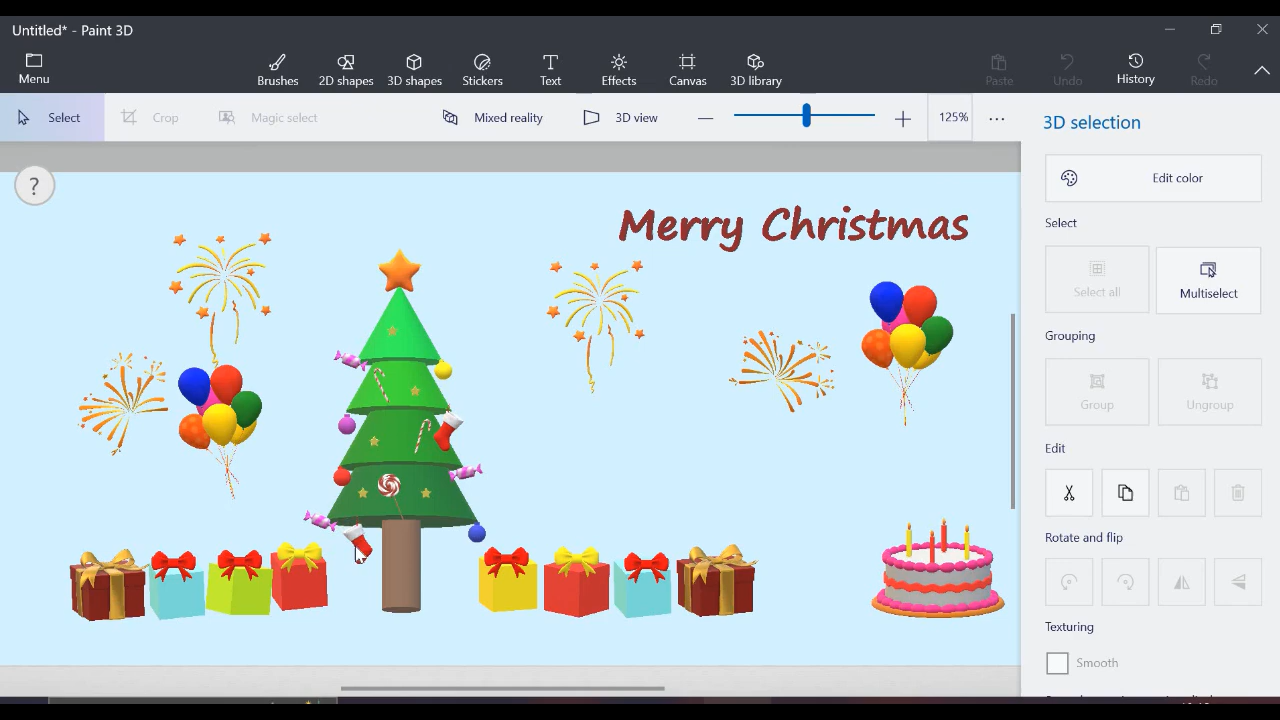 Untitled* - Paint 3D
Menu
Brushes
2D shapes
3D shapes
Stickers
Text
Effects
Canvas
3D library
Paste
Undo
History
Redo
Select
Crop
Magic select
Mixed reality
3D view
125%
?
Merry Christmas
3D selection
Edit color
Select
Select all
Multiselect
Grouping
Group
Ungroup
Edit
Rotate and flip
Texturing
Smooth